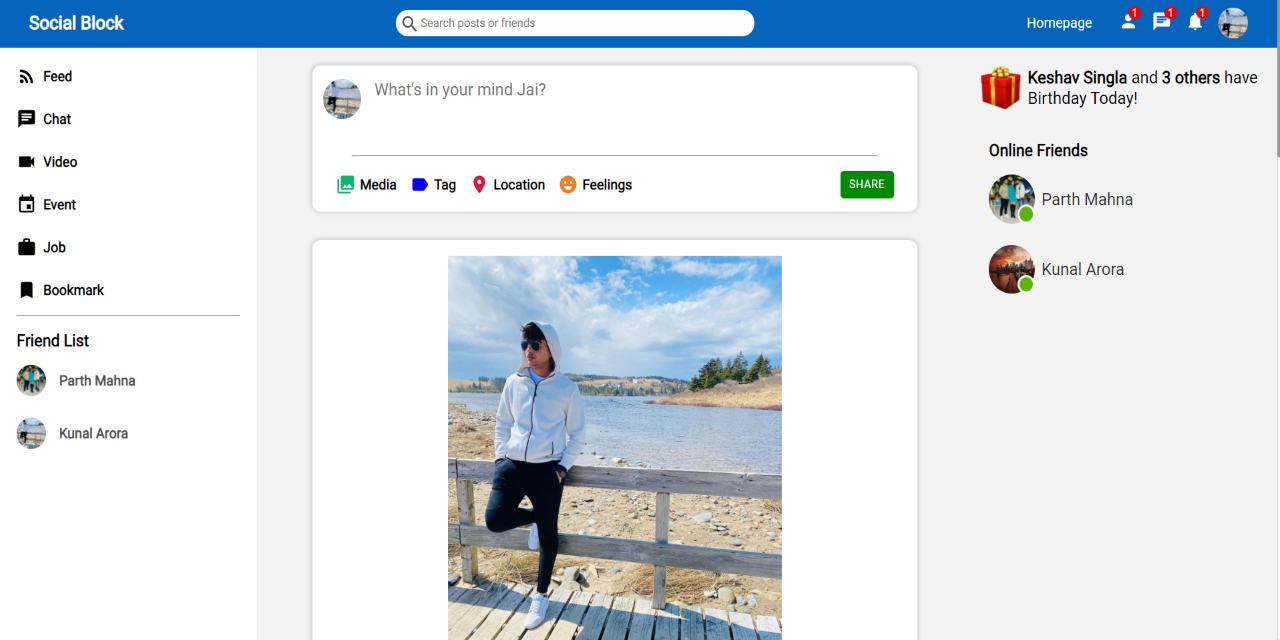 Social Block
Search posts or friends
Homepage
1
1
1
Feed
Chat
Video
Event
Job
Bookmark
Friend List
Parth Mahna
Kunal Arora
What's in your mind Jai?
Media
Tag
Location
Feelings
SHARE
Keshav Singla and 3 others have
Birthday Today!
Online Friends
Parth Mahna
Kunal Arora